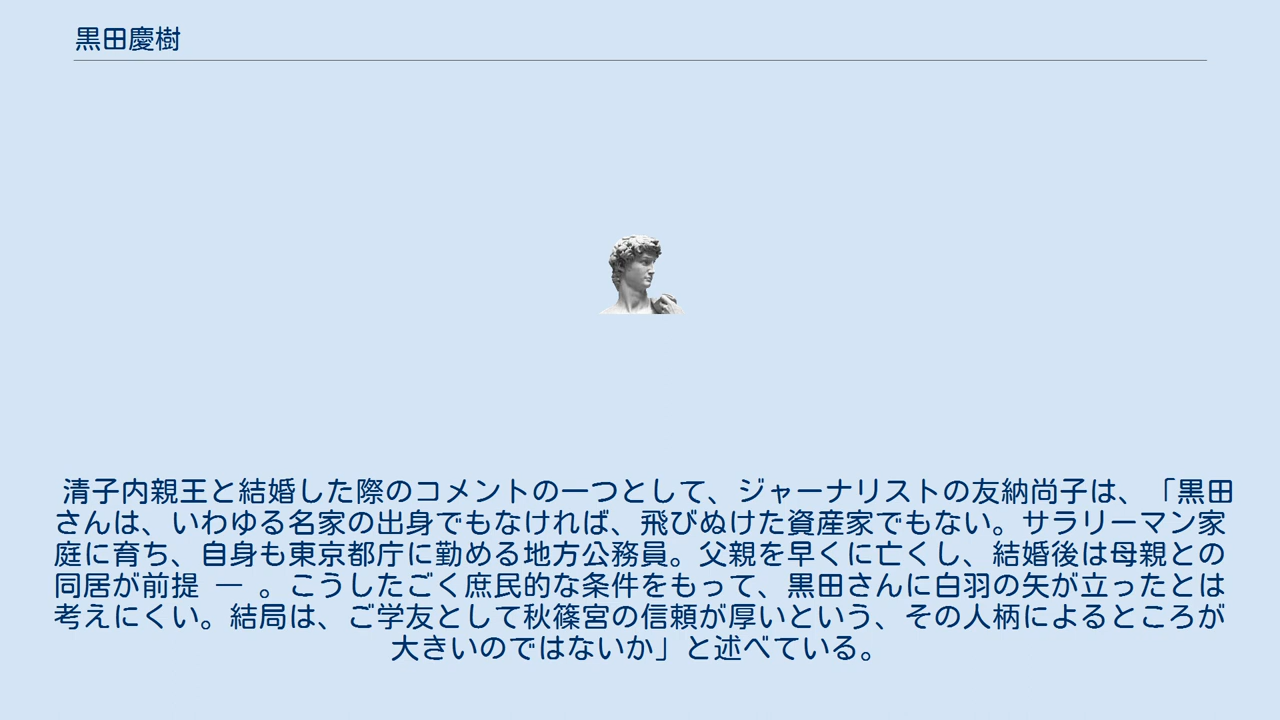 黒田慶樹
清子内親王と結婚した際のコメントの一つとして、ジャーナリストの友納尚子は、「黒田
さんは、いわゆる名家の出身でもなければ、飛びぬけた資産家でもない。サラリーマン家
庭に育ち、自身も東京都庁に勤める地方公務員。父親を早くに亡くし、結婚後は母親との
同居が前提 ― 。こうしたごく庶民的な条件をもって、黒田さんに白羽の矢が立ったとは
考えにくい。結局は、ご学友として秋篠宮の信頼が厚いという、その人柄によるところが
大きいのではないか」と述べている。